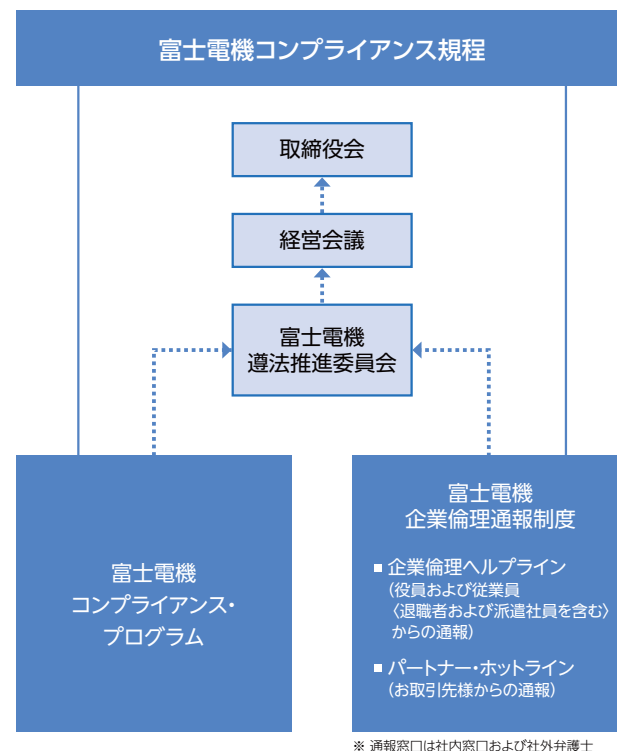 富士電機コンプライアンス規程
取締役会
経営会議
富士電機
遵法推進委員会
富士電機
コンプライアンス・
プログラム
富士電機
企業倫理通報制度
■ 企業倫理ヘルプライン
(役員および従業員
〈退職者および派遣社員を含む〉
からの通報)
■ パートナー・ホットライン
(お取引先様からの通報)
※ 通報窓口は社内窓口および社外弁護士